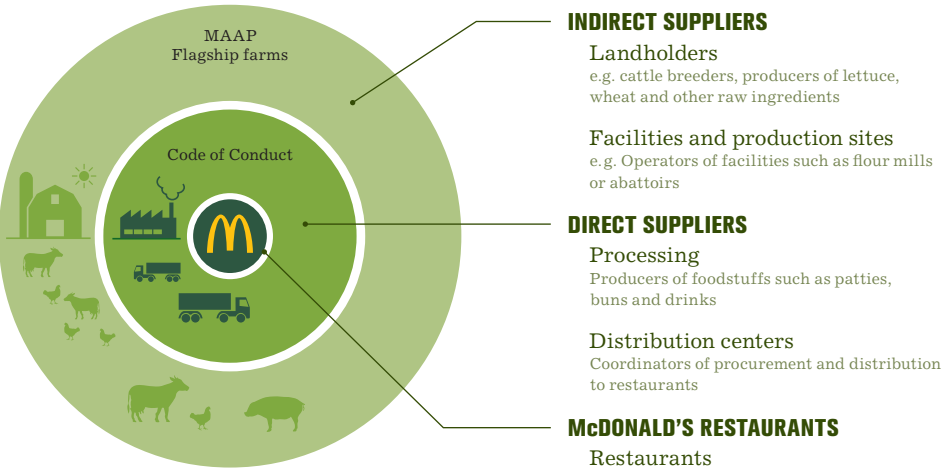 MAAP
Flagship farms
Code of Conduct
INDIRECT SUPPLIERS
Landholders
e.g. cattle breeders, producers of lettuce,
wheat and other raw ingredients
Facilities and production sites
e.g. Operators of facilities such as flour mills
or abattoirs
DIRECT SUPPLIERS
Processing
Producers of foodstuffs such as patties,
buns and drinks
Distribution centers
Coordinators of procurement and distribution
to restaurants
McDONALD'S RESTAURANTS
Restaurants